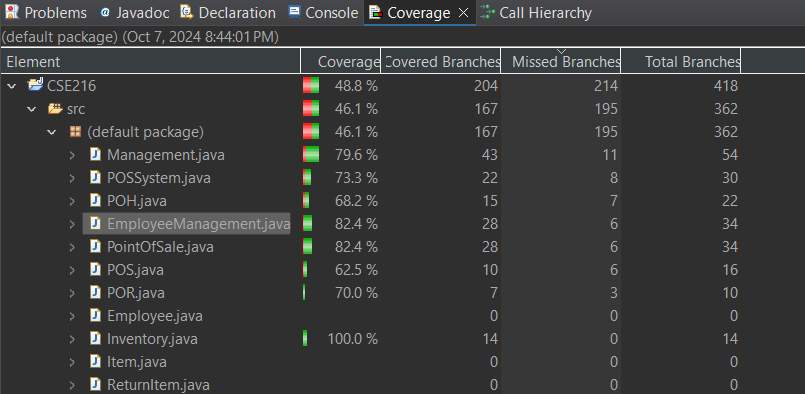 Problems @ Javadoc Declaration Console Coverage × Call Hierarchy
(default package) (Oct 7, 2024 8:44:01 PM)
Element Coverage Covered Branches Missed Branches Total Branches
CSE216 48.8 % 204 214 418
src 46.1 % 167 195 362
(default package) 46.1 % 167 195 362
Management.java 79.6 % 43 11 54
POSSystem.java 73.3 % 22 8 30
POH.java 68.2 % 15 7 22
EmployeeManagement.java 82.4 % 28 6 34
PointOfSale.java 82.4 % 28 6 34
POS.java 62.5 % 10 6 16
POR.java 70.0 % 7 3 10
Employee.java 0 0 0
Inventory.java 100.0 % 14 0 14
Item.java 0 0 0
ReturnItem.java 0 0 0